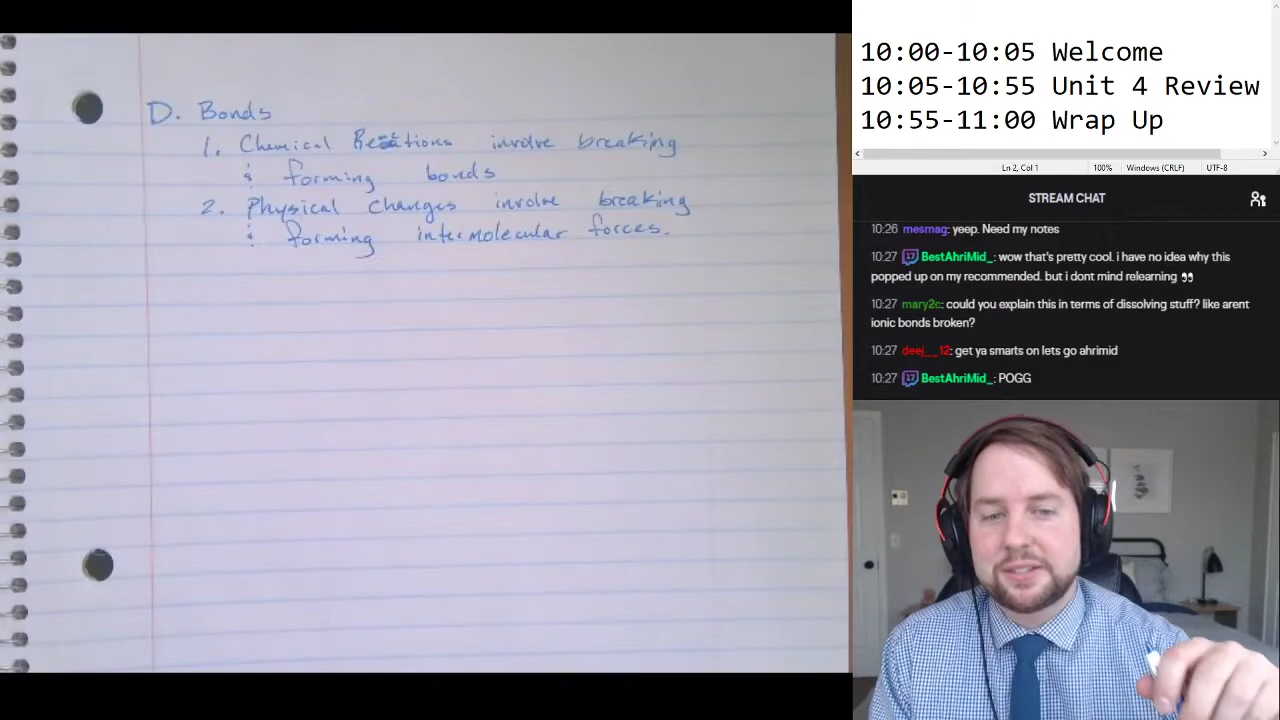 D. Bonds
1. Chemical Reactions involve breaking
& forming bonds
2. Physical changes involve breaking
& forming intermolecular forces.
10:00-10:05 Welcome
10:05-10:55 Unit 4 Review
10:55-11:00 Wrap Up
Ln 2, Col 1 100% Windows (CRLF) UTF-8
STREAM CHAT
10:26 mesmag: yeep. Need my notes
10:27 BestAhriMid_: wow that's pretty cool. i have no idea why this
popped up on my recommended. but i dont mind relearning 👀
10:27 mary2c: could you explain this in terms of dissolving stuff? like arent
ionic bonds broken?
10:27 deej__12: get ya smarts on lets go ahrimid
10:27 BestAhriMid_: POGG